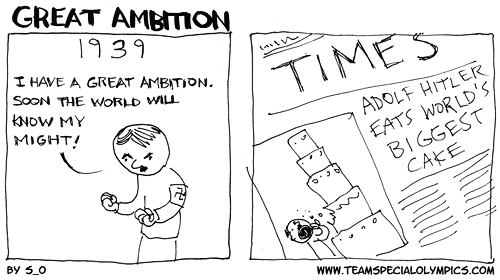 GREAT AMBITION
1939
I HAVE A GREAT AMBITION.
SOON THE WORLD WILL
KNOW MY
MIGHT!
TIMES
ADOLF HITLER
EATS WORLD'S
BIGGEST
CAKE
BY S_O
WWW.TEAMSPECIALOLYMPICS.COM